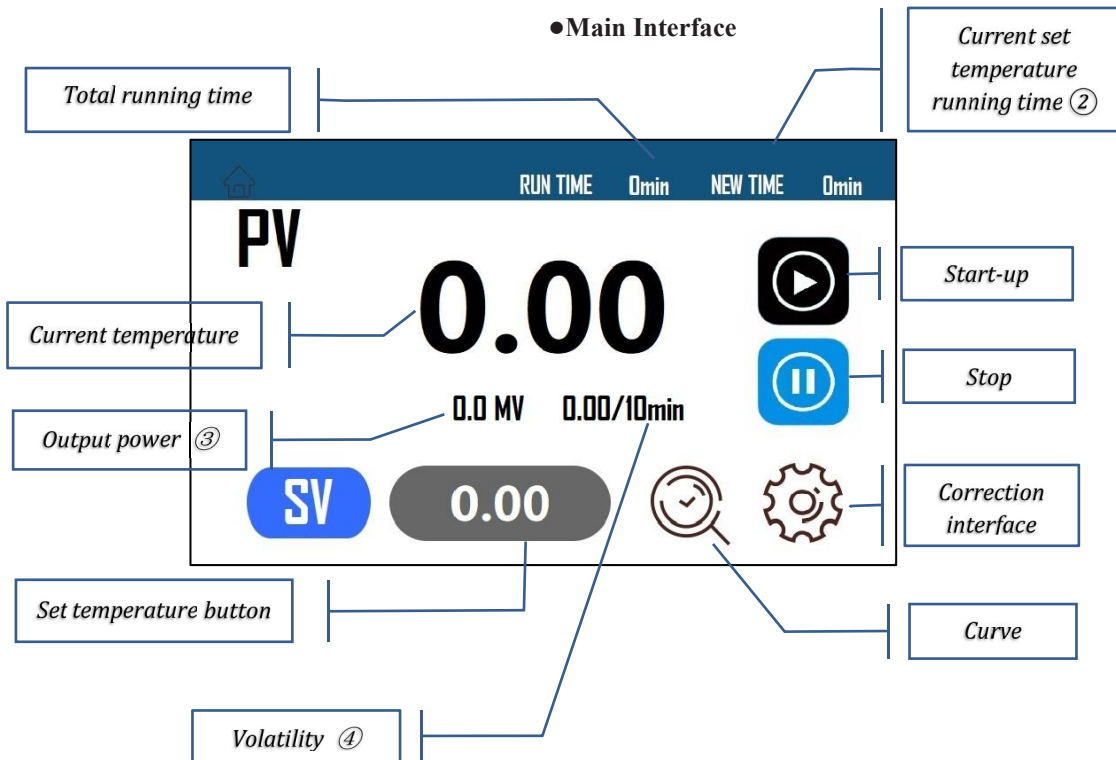 ●Main Interface
Current set
temperature
running time ②
Total running time
RUN TIME 0min NEW TIME 0min
PV
0.00
Start-up
Current temperature
Stop
0.0 MV 0.00/10min
Output power ③
SV
0.00
Correction
interface
Set temperature button
Curve
Volatility ④